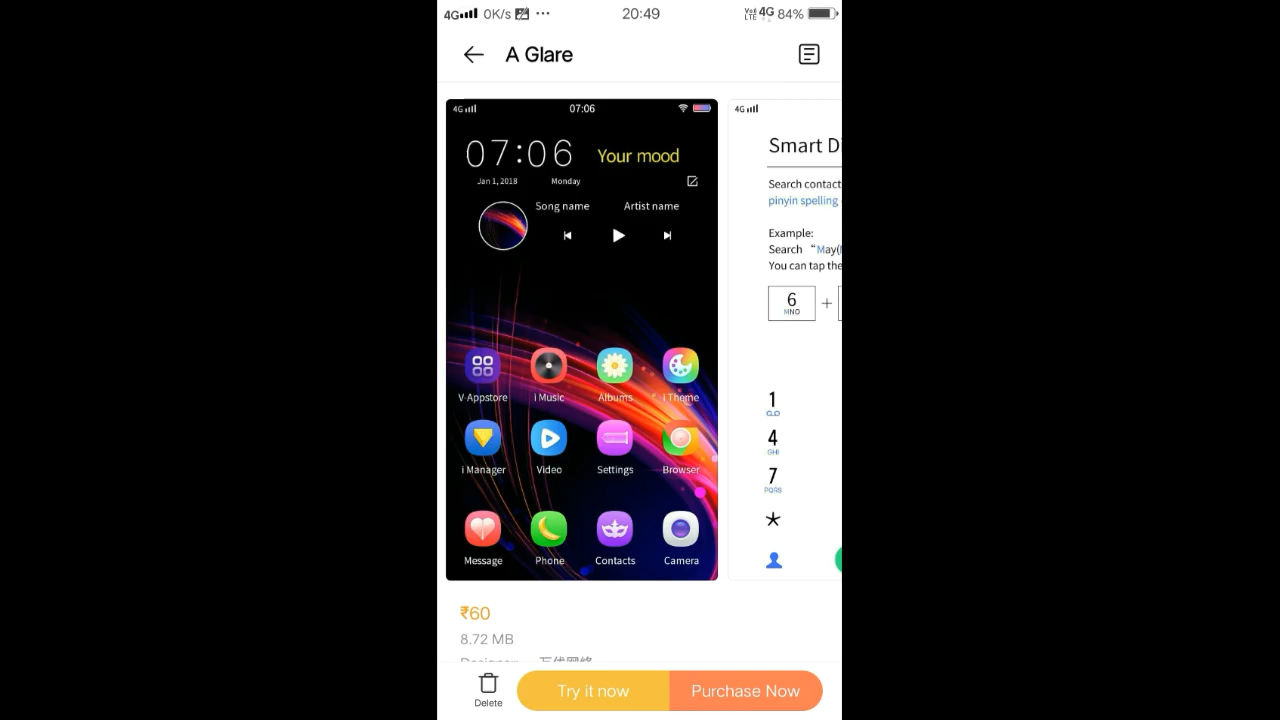 4G 0K/s ... 20:49 VoI LTE 4G 84%
A Glare
4G 07:06
07:06 Your mood
Jan 1, 2018 Monday
Song name Artist name
V-Appstore i Music Albums i Theme
i Manager Video Settings Browser
Message Phone Contacts Camera
4G
Smart Di
Search contact
pinyin spelling
Example:
Search “May(
You can tap the
6 +
MNO
1
4
GHI
7
PQRS
*
₹60
8.72 MB
Designer
Delete Try it now Purchase Now